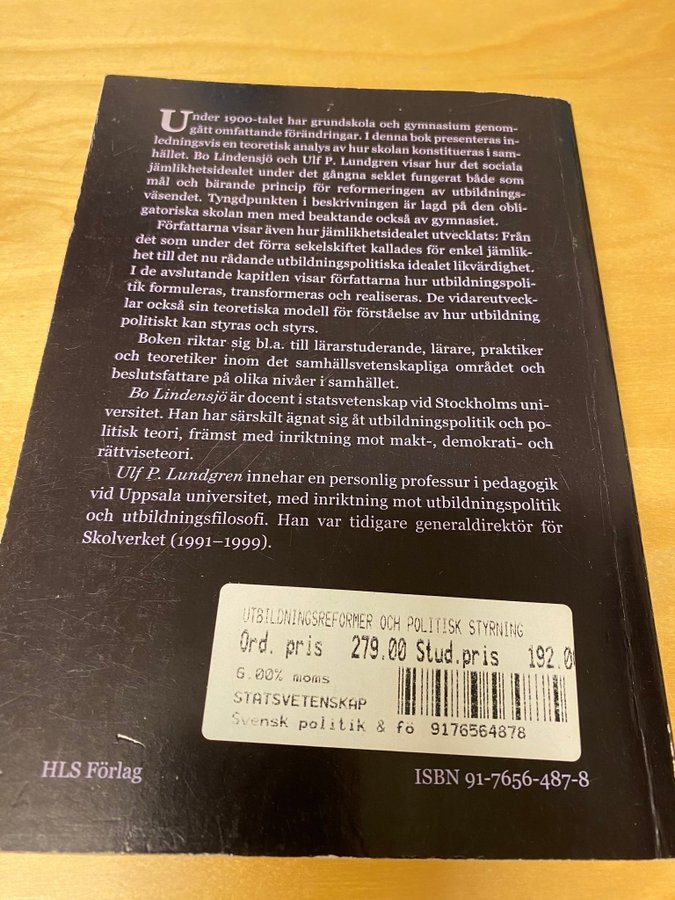 Under 1900-talet har grundskola och gymnasium genom-
gått omfattande förändringar. I denna bok presenteras in-
ledningsvis en teoretisk analys av hur skolan konstitueras i sam-
hället. Bo Lindensjö och Ulf P. Lundgren visar hur det sociala
jämlikhetsidealet under det gångna seklet fungerat både som
mål och bärande princip för reformeringen av utbildnings-
väsendet. Tyngdpunkten i beskrivningen är lagd på den obli-
gatoriska skolan men med beaktande också av gymnasiet.
Författarna visar även hur jämlikhetsidealet utvecklats: Från
det som under det förra sekelskiftet kallades för enkel jämlik-
het till det nu rådande utbildningspolitiska idealet likvärdighet.
I de avslutande kapitlen visar författarna hur utbildningspoli-
tik formuleras, transformeras och realiseras. De vidareutveck-
lar också sin teoretiska modell för förståelse av hur utbildning
politiskt kan styras och styrs.
Boken riktar sig bl.a. till lärarstuderande, lärare, praktiker
och teoretiker inom det samhällsvetenskapliga området och
beslutsfattare på olika nivåer i samhället.
Bo Lindensjö är docent i statsvetenskap vid Stockholms uni-
versitet. Han har särskilt ägnat sig åt utbildningspolitik och po-
litisk teori, främst med inriktning mot makt-, demokrati- och
rättviseteori.
Ulf P. Lundgren innehar en personlig professur i pedagogik
vid Uppsala universitet, med inriktning mot utbildningspolitik
och utbildningsfilosofi. Han var tidigare generaldirektör för
Skolverket (1991–1999).
UTBILDNINGSREFORMER OCH POLITISK STYRNING
Ord. pris 279.00 Stud.pris 192.0
6.00% moms
STATSVETENSKAP
Svensk politik & fö 9176564878
HLS Förlag ISBN 91-7656-487-8